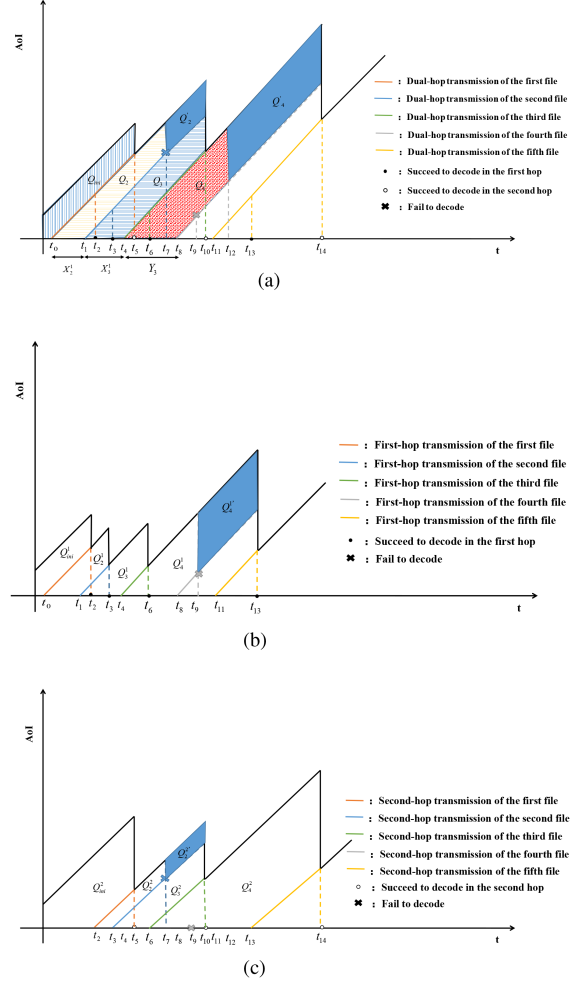 AoI
: Dual-hop transmission of the first file
: Dual-hop transmission of the second file
: Dual-hop transmission of the third file
: Dual-hop transmission of the fourth file
: Dual-hop transmission of the fifth file
: Succeed to decode in the first hop
: Succeed to decode in the second hop
: Fail to decode
Q_ini Q_2 Q_3 Q'_2 Q_4 Q'_4
t_0 t_1 t_2 t_3 t_4 t_5 t_6 t_7 t_8 t_9 t_10 t_11 t_12 t_13 t_14 t
X_2^1 X_3^1 Y_3
(a)
AoI
: First-hop transmission of the first file
: First-hop transmission of the second file
: First-hop transmission of the third file
: First-hop transmission of the fourth file
: First-hop transmission of the fifth file
: Succeed to decode in the first hop
: Fail to decode
Q_ini^1 Q_2^1 Q_3^1 Q_4^1 Q_4^1'
t_0 t_1 t_2 t_3 t_4 t_6 t_8 t_9 t_11 t_13 t
(b)
AoI
: Second-hop transmission of the first file
: Second-hop transmission of the second file
: Second-hop transmission of the third file
: Second-hop transmission of the fourth file
: Second-hop transmission of the fifth file
: Succeed to decode in the second hop
: Fail to decode
Q_ini^2 Q_2^2 Q_3^2 Q_4^2
t_2 t_3 t_4 t_5 t_6 t_7 t_8 t_9 t_10 t_11 t_12 t_13 t_14 t
(c)